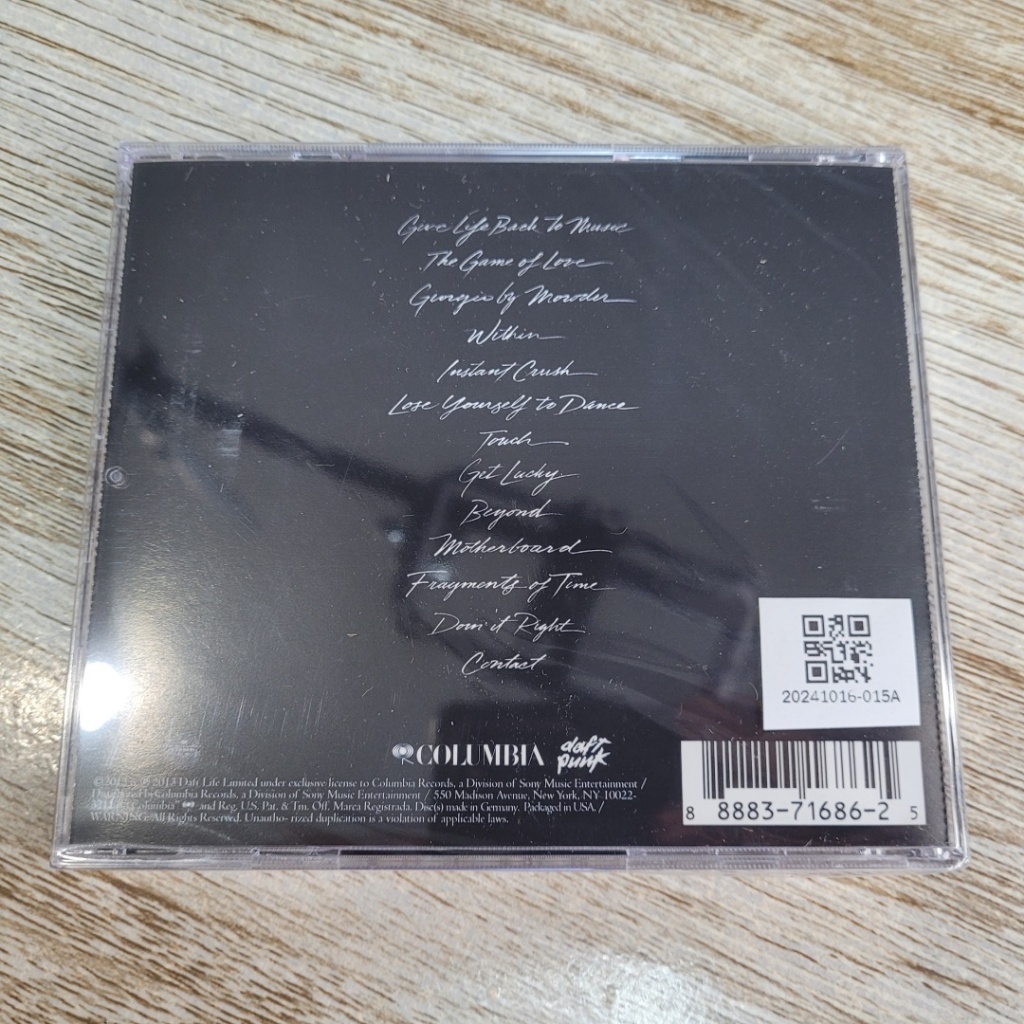 Give Life Back To Music
The Game of Love
Giorgio by Moroder
Within
Instant Crush
Lose Yourself to Dance
Touch
Get Lucky
Beyond
Motherboard
Fragments of Time
Doin' it Right
Contact
20241016-015A
COLUMBIA daft punk
8 8883-71686-2 5
2013 Daft Life Limited under exclusive license to Columbia Records, a Division of Sony Music Entertainment /
Distributed by Columbia Records, a Division of Sony Music Entertainment / 550 Madison Avenue, New York, NY 10022-
and Reg. U.S. Pat. & Tm. Off. Marca Registrada. Disc(s) made in Germany. Packaged in USA. /
WARNING: All Rights Reserved. Unautho- rized duplication is a violation of applicable laws.